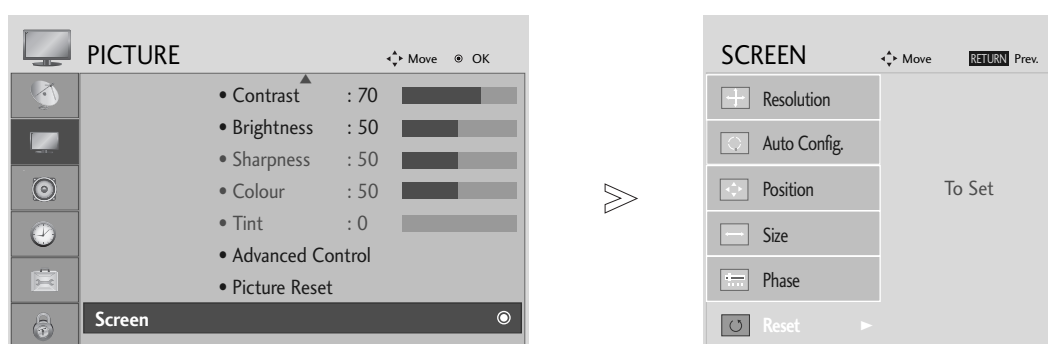 PICTURE
Move OK
• Contrast : 70
• Brightness : 50
• Sharpness : 50
• Colour : 50
• Tint : 0
• Advanced Control
• Picture Reset
Screen
SCREEN
Move RETURN Prev.
Resolution
Auto Config.
Position
Size
Phase
Reset
To Set